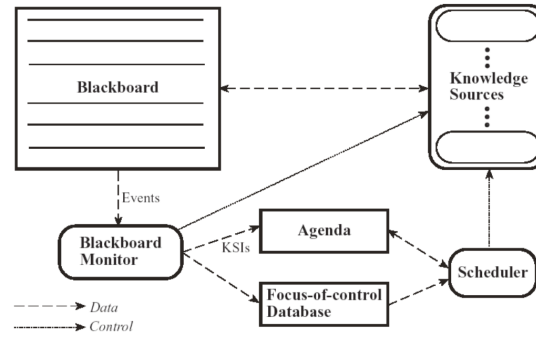 Blackboard
Knowledge
Sources
Events
Blackboard
Monitor
KSIs
Agenda
Scheduler
Focus-of-control
Database
Data
Control